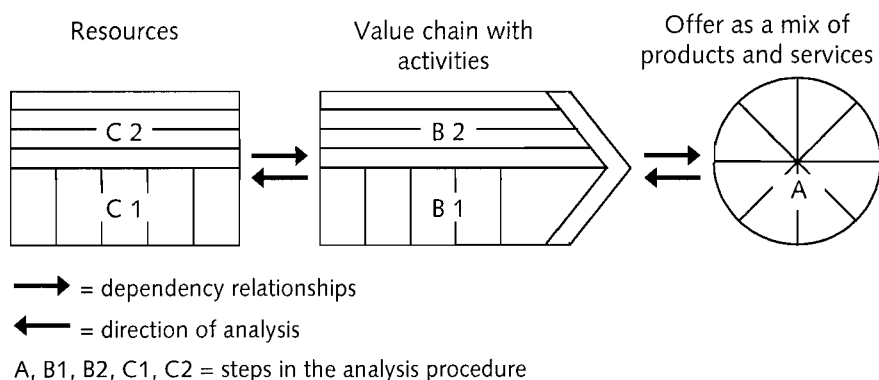 Resources
Value chain with
activities
Offer as a mix of
products and services
C 2
C 1
B 2
B 1
A
= dependency relationships
= direction of analysis
A, B1, B2, C1, C2 = steps in the analysis procedure